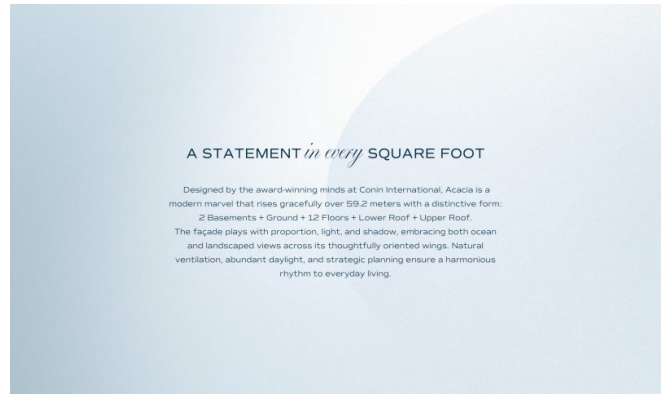 A STATEMENT in every SQUARE FOOT
Designed by the award-winning minds at Conin International, Acacia is a
modern marvel that rises gracefully over 59.2 meters with a distinctive form:
2 Basements + Ground + 12 Floors + Lower Roof + Upper Roof.
The façade plays with proportion, light, and shadow, embracing both ocean
and landscaped views across its thoughtfully oriented wings. Natural
ventilation, abundant daylight, and strategic planning ensure a harmonious
rhythm to everyday living.